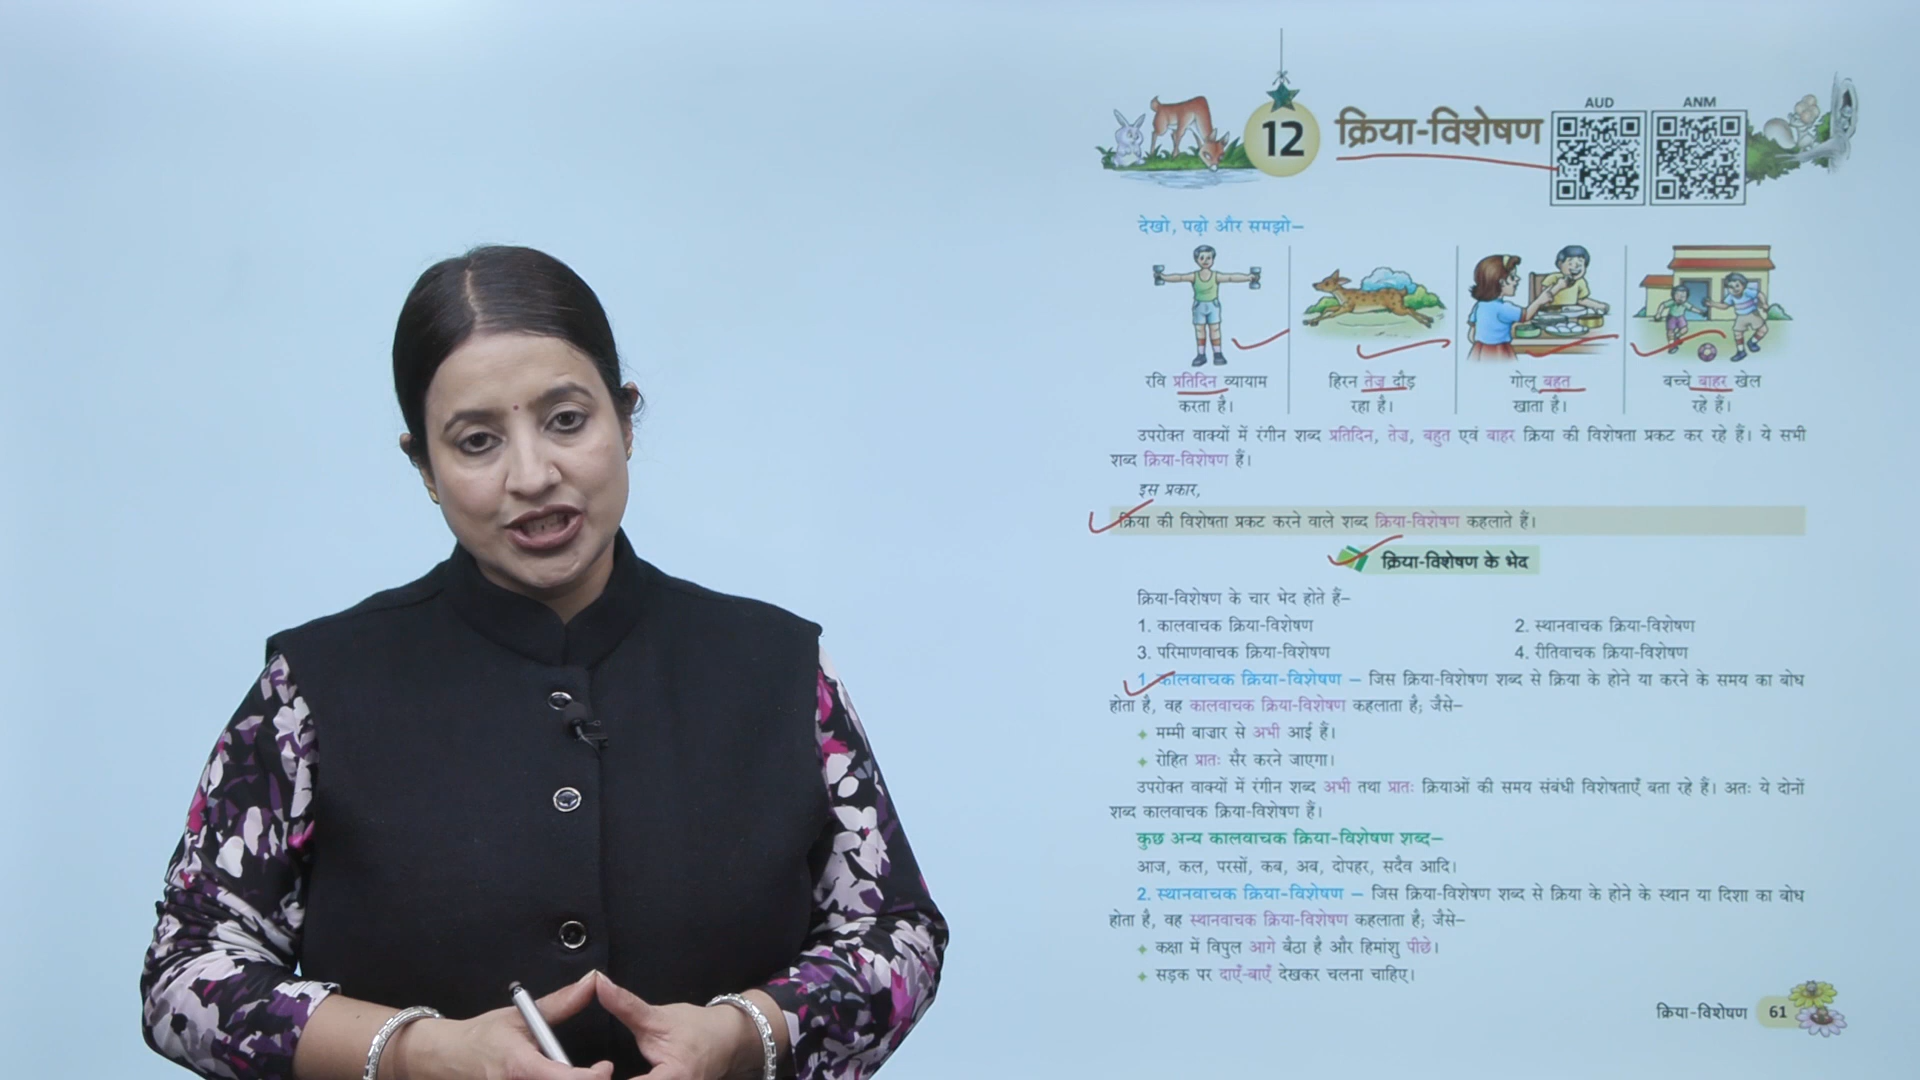 12
क्रिया-विशेषण
AUD
ANM
देखो, पढ़ो और समझो–
रवि प्रतिदिन व्यायाम
करता है।
हिरन तेज़ दौड़
रहा है।
गोलू बहुत
खाता है।
बच्चे बाहर खेल
रहे हैं।
उपरोक्त वाक्यों में रंगीन शब्द प्रतिदिन, तेज़, बहुत एवं बाहर क्रिया की विशेषता प्रकट कर रहे हैं। ये सभी
शब्द क्रिया-विशेषण हैं।
इस प्रकार,
क्रिया की विशेषता प्रकट करने वाले शब्द क्रिया-विशेषण कहलाते हैं।
क्रिया-विशेषण के भेद
क्रिया-विशेषण के चार भेद होते हैं–
1. कालवाचक क्रिया-विशेषण
2. स्थानवाचक क्रिया-विशेषण
3. परिमाणवाचक क्रिया-विशेषण
4. रीतिवाचक क्रिया-विशेषण
1. कालवाचक क्रिया-विशेषण – जिस क्रिया-विशेषण शब्द से क्रिया के होने या करने के समय का बोध
होता है, वह कालवाचक क्रिया-विशेषण कहलाता है; जैसे–
मम्मी बाज़ार से अभी आई हैं।
रोहित प्रातः सैर करने जाएगा।
उपरोक्त वाक्यों में रंगीन शब्द अभी तथा प्रातः क्रियाओं की समय संबंधी विशेषताएँ बता रहे हैं। अतः ये दोनों
शब्द कालवाचक क्रिया-विशेषण हैं।
कुछ अन्य कालवाचक क्रिया-विशेषण शब्द–
आज, कल, परसों, कब, अब, दोपहर, सदैव आदि।
2. स्थानवाचक क्रिया-विशेषण – जिस क्रिया-विशेषण शब्द से क्रिया के होने के स्थान या दिशा का बोध
होता है, वह स्थानवाचक क्रिया-विशेषण कहलाता है; जैसे–
कक्षा में विपुल आगे बैठा है और हिमांशु पीछे।
सड़क पर दाएँ-बाएँ देखकर चलना चाहिए।
क्रिया-विशेषण 61